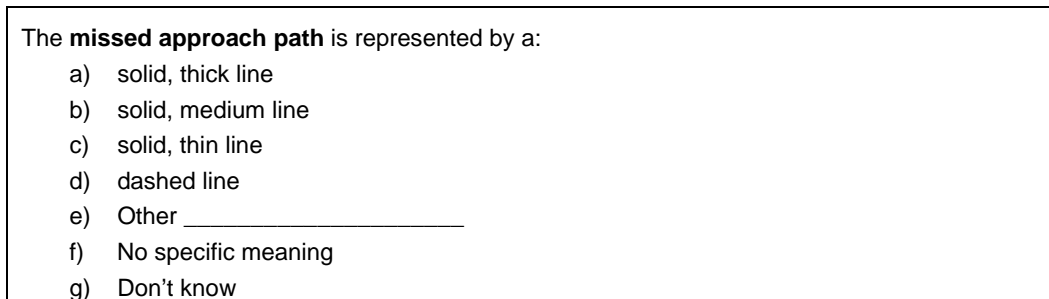 The missed approach path is represented by a:
a) solid, thick line
b) solid, medium line
c) solid, thin line
d) dashed line
e) Other ______________________
f) No specific meaning
g) Don't know